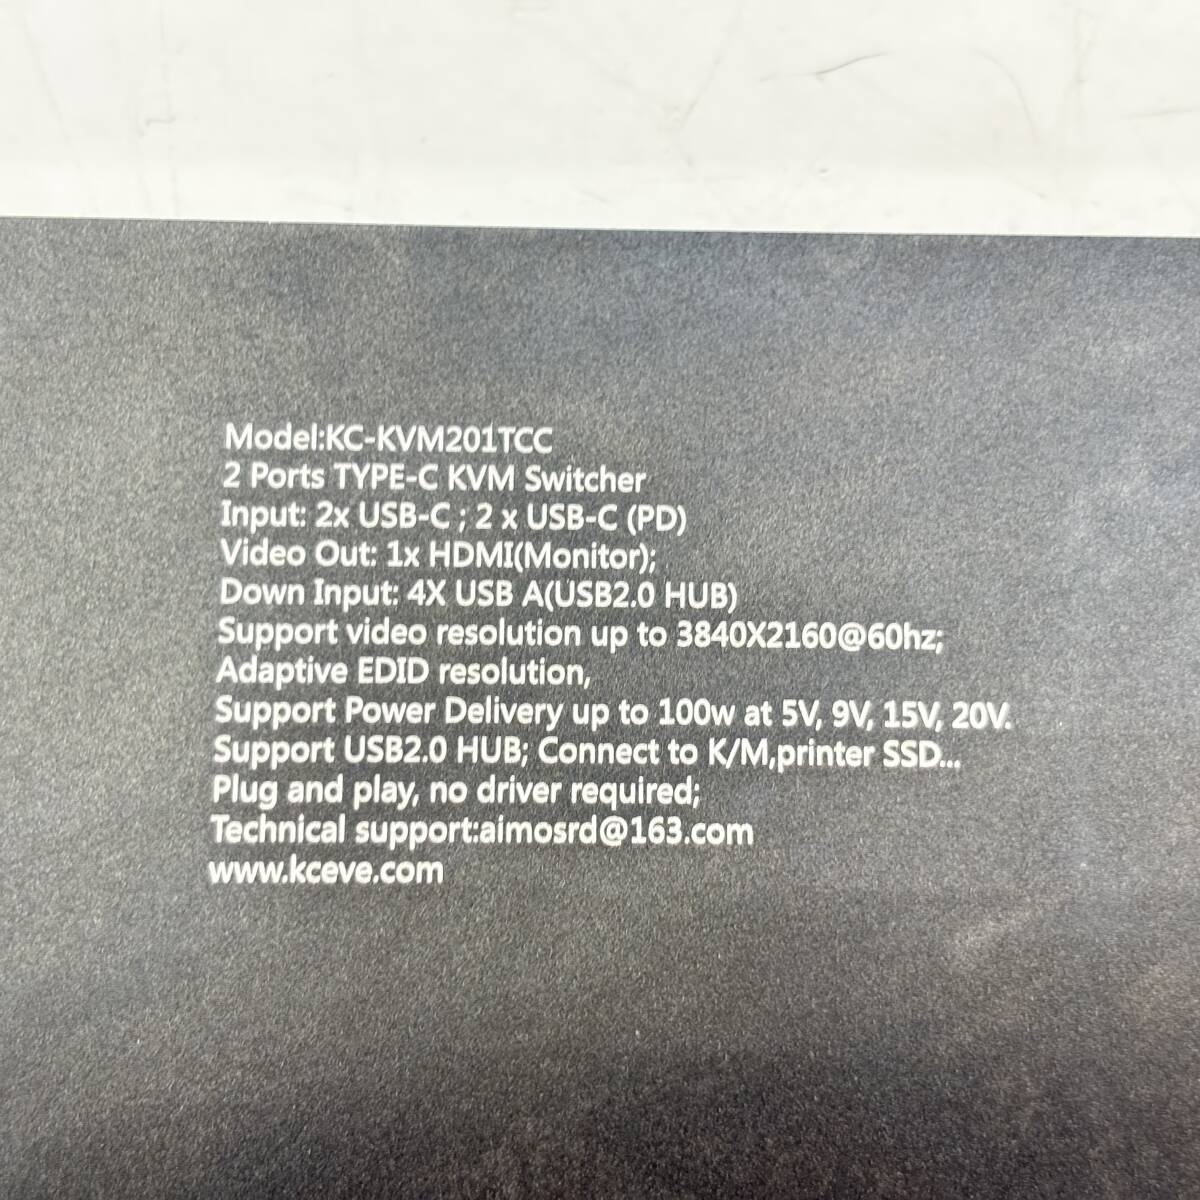 Model:KC-KVM201TCC
2 Ports TYPE-C KVM Switcher
Input: 2x USB-C ; 2 x USB-C (PD)
Video Out: 1x HDMI(Monitor);
Down Input: 4X USB A(USB2.0 HUB)
Support video resolution up to 3840X2160@60hz;
Adaptive EDID resolution,
Support Power Delivery up to 100w at 5V, 9V, 15V, 20V.
Support USB2.0 HUB; Connect to K/M,printer SSD...
Plug and play, no driver required;
Technical support:aimosrd@163.com
www.kceve.com